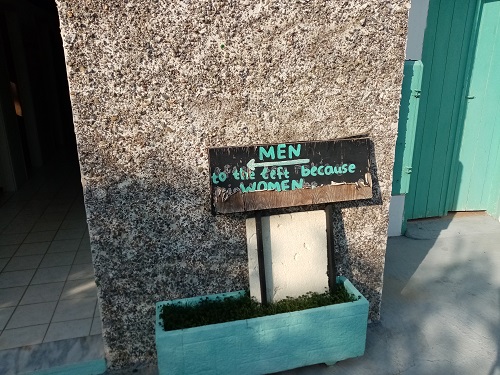 MEN
to the left because
WOMEN